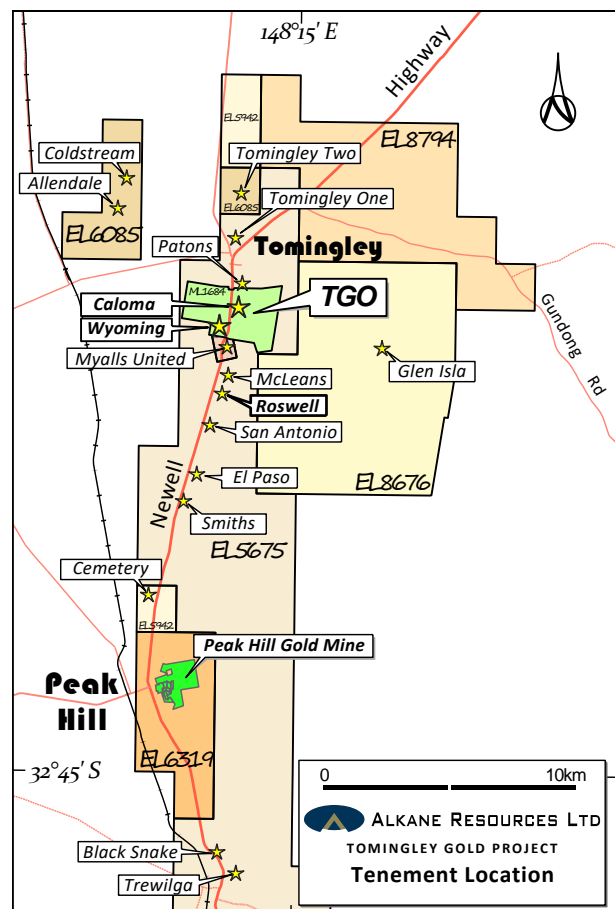 148°15' E
Highway
EL5942
EL8794
Coldstream
Tomingley Two
Allendale
EL6085
Tomingley One
EL6085
Patons
Tomingley
ML1684
TGO
Caloma
Wyoming
Gundong
Rd
Myalls United
Glen Isla
McLeans
Roswell
San Antonio
El Paso
EL8676
Newell
Smiths
EL5675
Cemetery
EL5942
Peak Hill Gold Mine
Peak
Hill
EL6319
32°45' S
0 10km
ALKANE RESOURCES LTD
TOMINGLEY GOLD PROJECT
Tenement Location
Black Snake
Trewilga